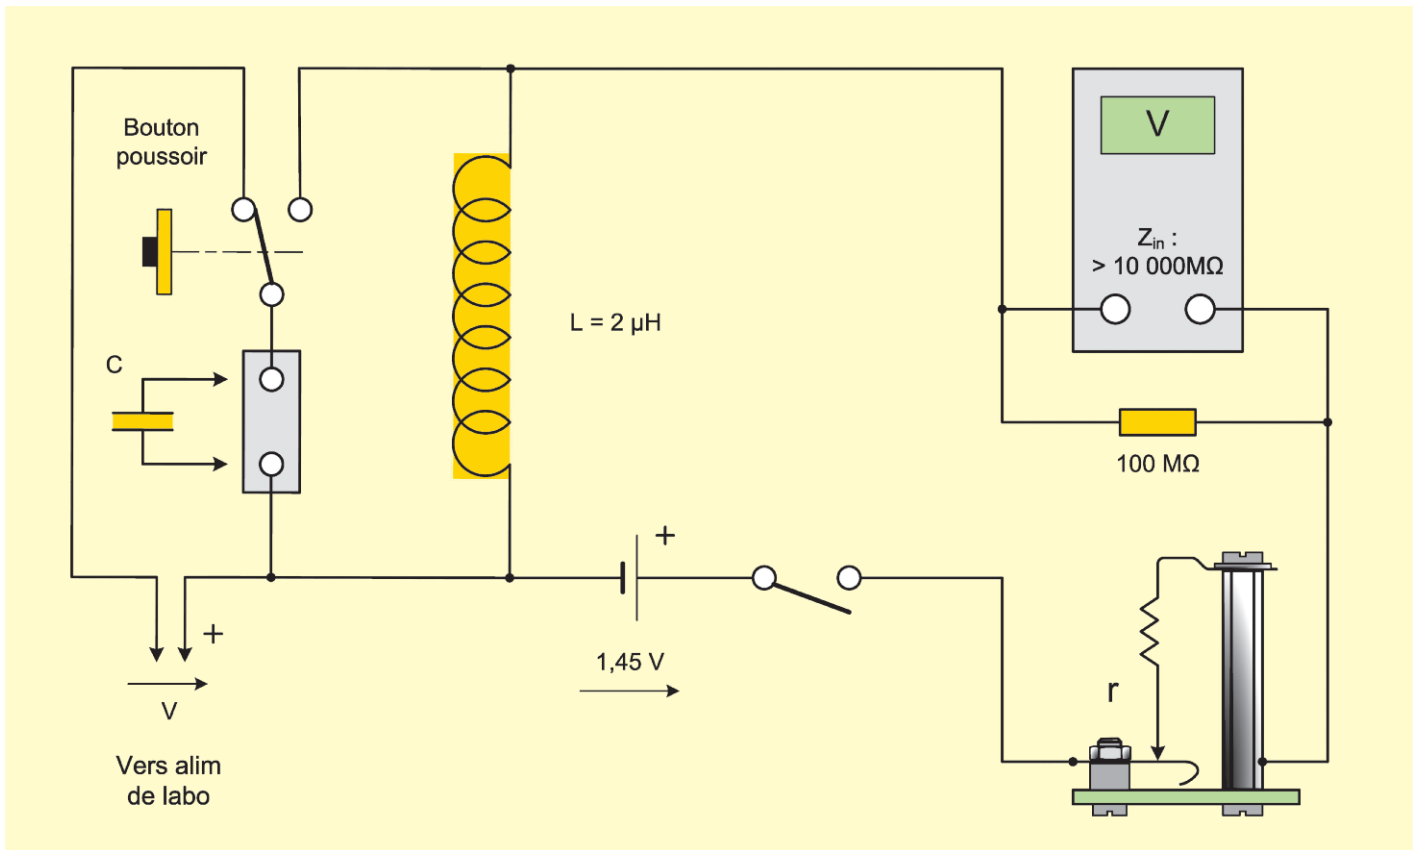 Bouton
poussoir
C
L = 2 µH
V
Zin :
> 10 000MΩ
100 MΩ
+
1,45 V
+
V
Vers alim
de labo
r